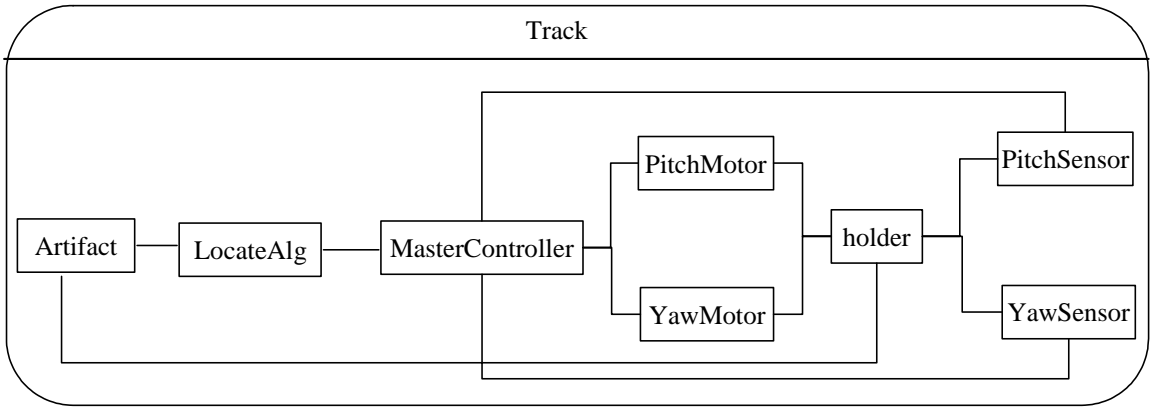 Track
PitchMotor
PitchSensor
Artifact
LocateAlg
MasterController
holder
YawMotor
YawSensor